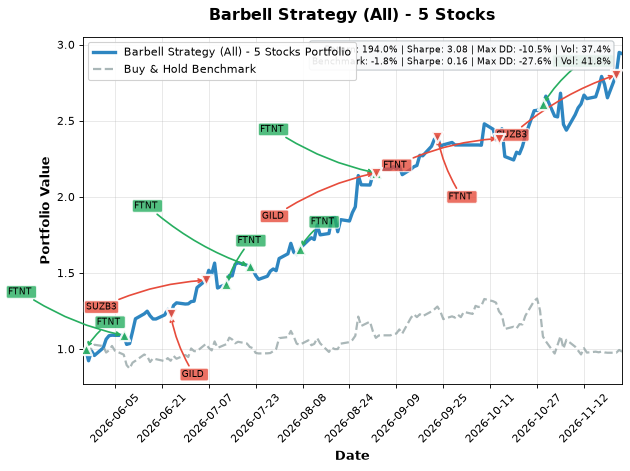 Barbell Strategy (All) - 5 Stocks
Barbell Strategy (All) - 5 Stocks Portfolio
Buy & Hold Benchmark
: 194.0% | Sharpe: 3.08 | Max DD: -10.5% | Vol: 37.4%
Benchmark: -1.8% | Sharpe: 0.16 | Max DD: -27.6% | Vol: 41.8%
Portfolio Value
3.0
2.5
2.0
1.5
1.0
FTNT
FTNT
SUZB3
GILD
FTNT
FTNT
FTNT
GILD
FTNT
FTNT
FTNT
SUZB3
2026-06-05
2026-06-21
2026-07-07
2026-07-23
2026-08-08
2026-08-24
2026-09-09
2026-09-25
2026-10-11
2026-10-27
2026-11-12
Date